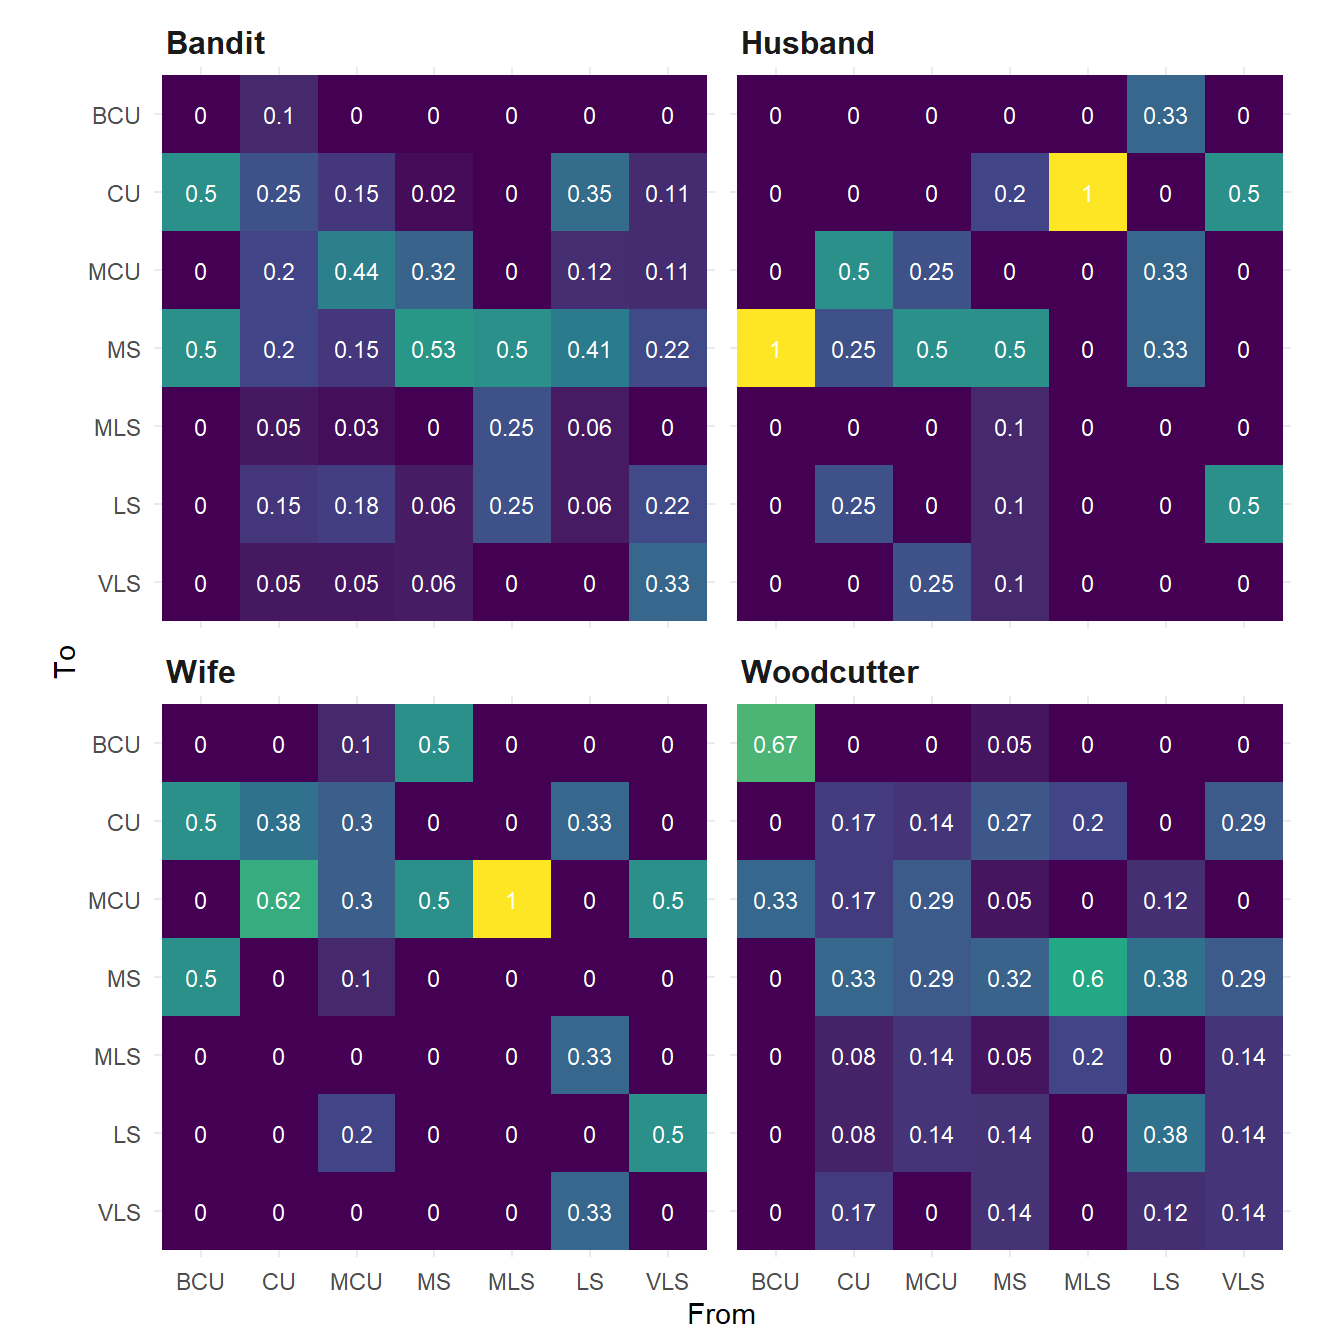 Bandit Husband
BCU 0 0.1 0 0 0 0 0 0 0 0 0 0 0.33 0
CU 0.5 0.25 0.15 0.02 0 0.35 0.11 0 0 0 0.2 1 0 0.5
MCU 0 0.2 0.44 0.32 0 0.12 0.11 0 0.5 0.25 0 0 0.33 0
MS 0.5 0.2 0.15 0.53 0.5 0.41 0.22 1 0.25 0.5 0.5 0 0.33 0
MLS 0 0.05 0.03 0 0.25 0.06 0 0 0 0 0.1 0 0 0
LS 0 0.15 0.18 0.06 0.25 0.06 0.22 0 0.25 0 0.1 0 0 0.5
VLS 0 0.05 0.05 0.06 0 0 0.33 0 0 0.25 0.1 0 0 0
To
Wife Woodcutter
BCU 0 0 0.1 0.5 0 0 0 0.67 0 0 0.05 0 0 0
CU 0.5 0.38 0.3 0 0 0.33 0 0 0.17 0.14 0.27 0.2 0 0.29
MCU 0 0.62 0.3 0.5 1 0 0.5 0.33 0.17 0.29 0.05 0 0.12 0
MS 0.5 0 0.1 0 0 0 0 0 0.33 0.29 0.32 0.6 0.38 0.29
MLS 0 0 0 0 0 0.33 0 0 0.08 0.14 0.05 0.2 0 0.14
LS 0 0 0.2 0 0 0 0.5 0 0.08 0.14 0.14 0 0.38 0.14
VLS 0 0 0 0 0 0.33 0 0 0.17 0 0.14 0 0.12 0.14
BCU CU MCU MS MLS LS VLS BCU CU MCU MS MLS LS VLS
From